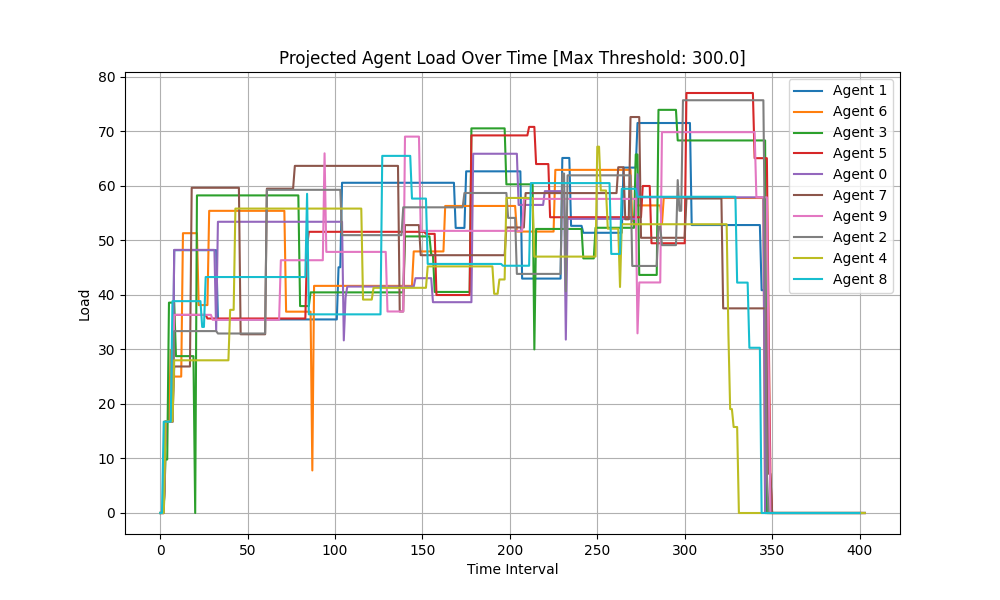 Projected Agent Load Over Time [Max Threshold: 300.0]
80
70
60
50
40
30
20
10
0
Load
0 50 100 150 200 250 300 350 400
Time Interval
Agent 1
Agent 6
Agent 3
Agent 5
Agent 0
Agent 7
Agent 9
Agent 2
Agent 4
Agent 8